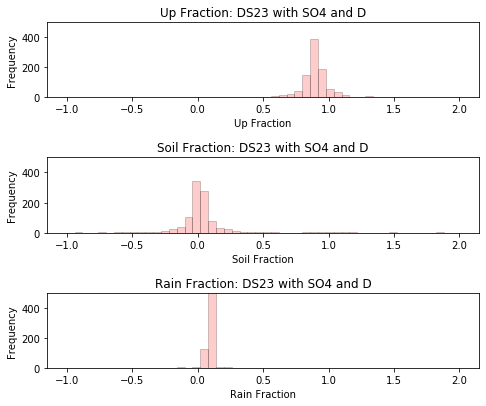 Up Fraction: DS23 with SO4 and D
Frequency
400
200
0
-1.0 -0.5 0.0 0.5 1.0 1.5 2.0
Up Fraction
Soil Fraction: DS23 with SO4 and D
Frequency
400
200
0
-1.0 -0.5 0.0 0.5 1.0 1.5 2.0
Soil Fraction
Rain Fraction: DS23 with SO4 and D
Frequency
400
200
0
-1.0 -0.5 0.0 0.5 1.0 1.5 2.0
Rain Fraction